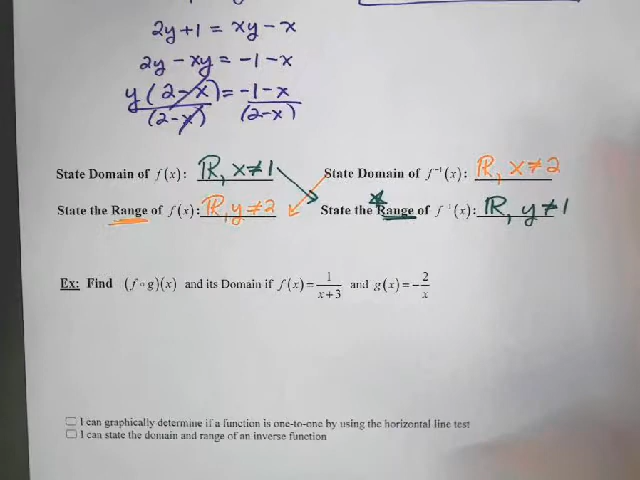 2y + 1 = xy - x
2y - xy = -1 - x
y(2-x) = -1 - x
(2-x) (2-x)
State Domain of f(x): ℝ, x≠1 State Domain of f⁻¹(x): ℝ, x≠2
State the Range of f(x): ℝ, y≠2 State the Range of f⁻¹(x): ℝ, y≠1
Ex: Find (f∘g)(x) and its Domain if f(x)=1/(x+3) and g(x)=-2/x
I can graphically determine if a function is one-to-one by using the horizontal line test
I can state the domain and range of an inverse function